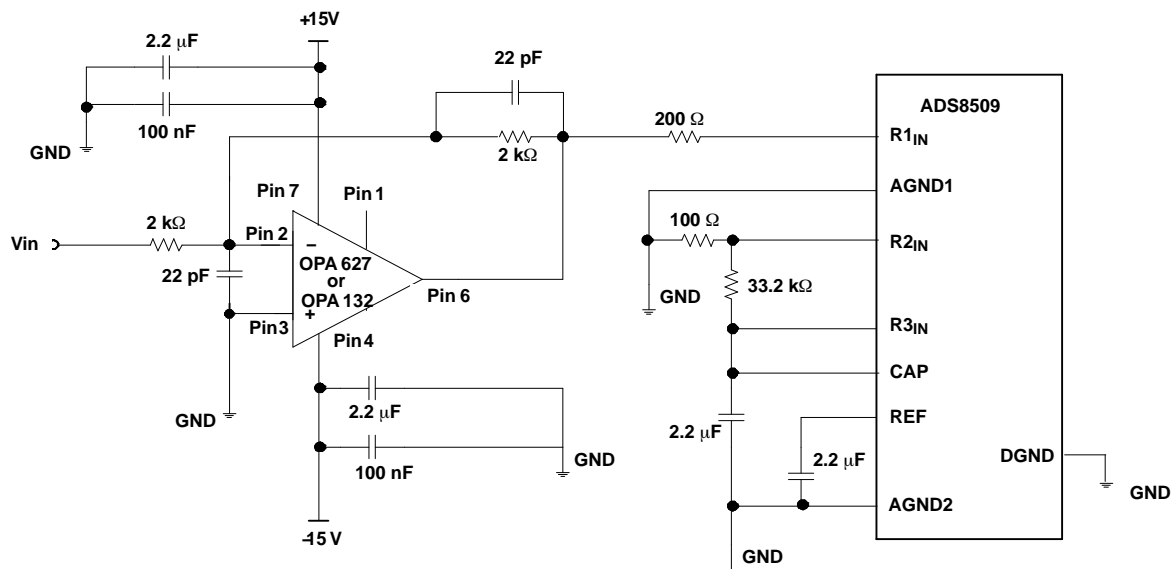 +15V
2.2 μF
100 nF
GND
22 pF
2 kΩ
200 Ω
ADS8509
R1IN
AGND1
R2IN
R3IN
CAP
REF
DGND
AGND2
GND
Pin 7
Pin 1
Vin
2 kΩ
Pin 2
22 pF
−
OPA 627
or
OPA 132
+
Pin 6
Pin3
Pin 4
GND
2.2 μF
100 nF
GND
-15 V
100 Ω
GND
33.2 kΩ
2.2 μF
2.2 μF
GND